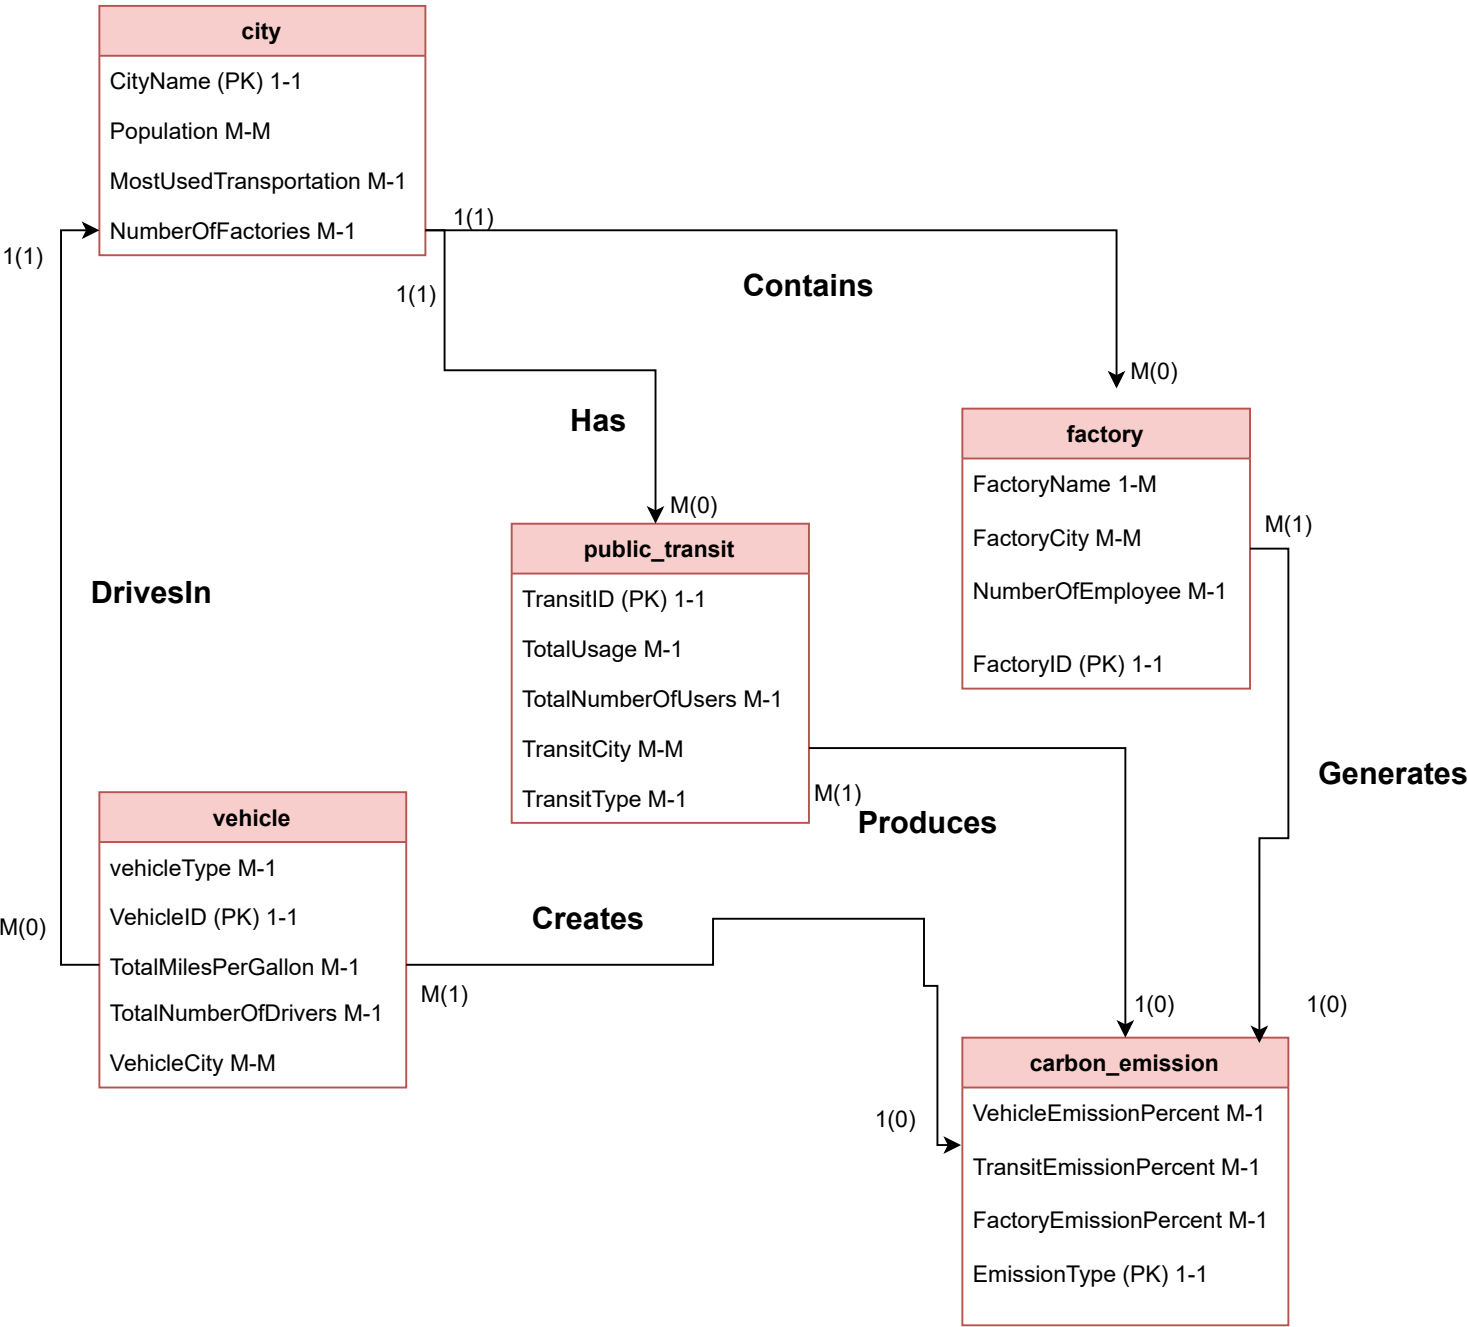 city
CityName (PK) 1-1
Population M-M
MostUsedTransportation M-1
NumberOfFactories M-1
1(1)
1(1)
1(1)
Contains
M(0)
Has
M(0)
factory
FactoryName 1-M
FactoryCity M-M
NumberOfEmployee M-1
FactoryID (PK) 1-1
M(1)
public_transit
TransitID (PK) 1-1
TotalUsage M-1
TotalNumberOfUsers M-1
TransitCity M-M
TransitType M-1
DrivesIn
M(1)
Produces
Generates
vehicle
vehicleType M-1
VehicleID (PK) 1-1
TotalMilesPerGallon M-1
TotalNumberOfDrivers M-1
VehicleCity M-M
M(0)
Creates
M(1)
1(0)
1(0)
1(0)
carbon_emission
VehicleEmissionPercent M-1
TransitEmissionPercent M-1
FactoryEmissionPercent M-1
EmissionType (PK) 1-1